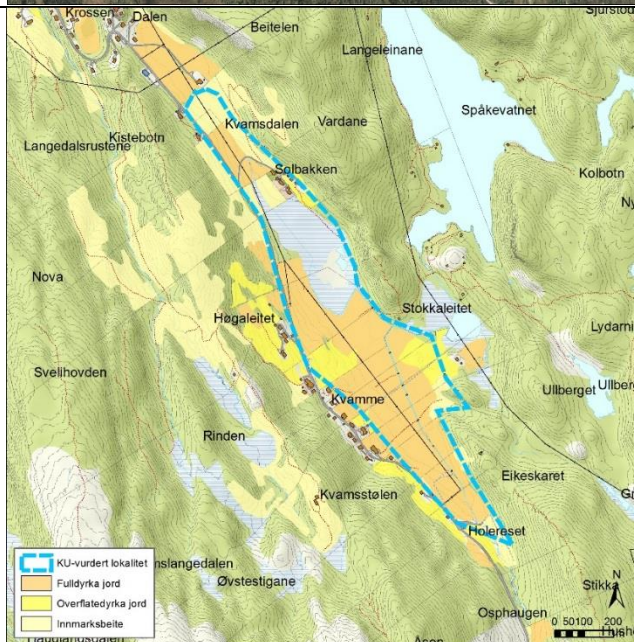 Krossen
Dalen
Beitelen
Langeleinane
Kvamsdalen
Vardane
Spåkevatnet
Kistebotn
Langedalsrustene
Solbakken
Kolbotn
Nova
Stokkaleitet
Høgaleitet
Svelihovden
Ullberget
Kvamme
Rinden
Eikeskaret
Kvamsstølen
Holereset
KU-vurdert lokalitet
Fulldyrka jord
Overflatedyrka jord
Innmarksbeite
Øvstestigane
Stikka
N
Osphaugen
0 50100 200